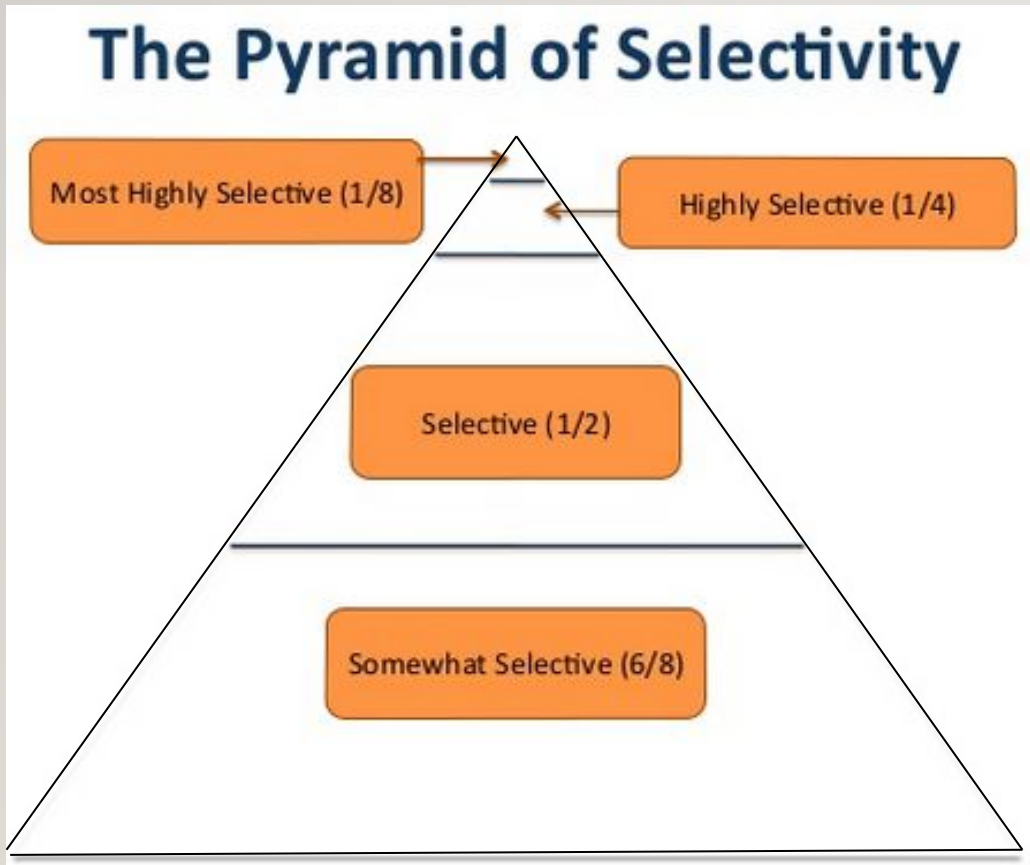 The Pyramid of Selectivity
Most Highly Selective (1/8)
Highly Selective (1/4)
Selective (1/2)
Somewhat Selective (6/8)